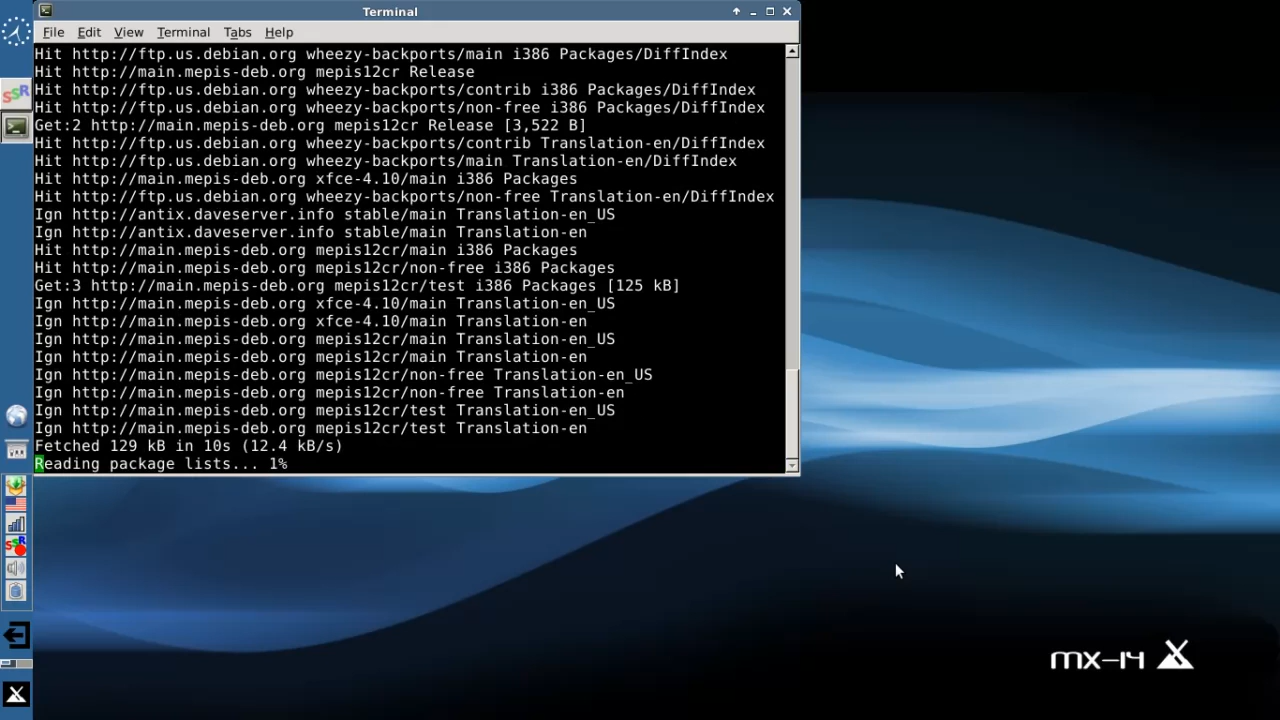 Terminal
File Edit View Terminal Tabs Help
Hit http://ftp.us.debian.org wheezy-backports/main i386 Packages/DiffIndex
Hit http://main.mepis-deb.org mepis12cr Release
Hit http://ftp.us.debian.org wheezy-backports/contrib i386 Packages/DiffIndex
Hit http://ftp.us.debian.org wheezy-backports/non-free i386 Packages/DiffIndex
Get:2 http://main.mepis-deb.org mepis12cr Release [3,522 B]
Hit http://ftp.us.debian.org wheezy-backports/contrib Translation-en/DiffIndex
Hit http://ftp.us.debian.org wheezy-backports/main Translation-en/DiffIndex
Hit http://main.mepis-deb.org xfce-4.10/main i386 Packages
Hit http://ftp.us.debian.org wheezy-backports/non-free Translation-en/DiffIndex
Ign http://antix.daveserver.info stable/main Translation-en_US
Ign http://antix.daveserver.info stable/main Translation-en
Hit http://main.mepis-deb.org mepis12cr/main i386 Packages
Hit http://main.mepis-deb.org mepis12cr/non-free i386 Packages
Get:3 http://main.mepis-deb.org mepis12cr/test i386 Packages [125 kB]
Ign http://main.mepis-deb.org xfce-4.10/main Translation-en_US
Ign http://main.mepis-deb.org xfce-4.10/main Translation-en
Ign http://main.mepis-deb.org mepis12cr/main Translation-en_US
Ign http://main.mepis-deb.org mepis12cr/main Translation-en
Ign http://main.mepis-deb.org mepis12cr/non-free Translation-en_US
Ign http://main.mepis-deb.org mepis12cr/non-free Translation-en
Ign http://main.mepis-deb.org mepis12cr/test Translation-en_US
Ign http://main.mepis-deb.org mepis12cr/test Translation-en
Fetched 129 kB in 10s (12.4 kB/s)
Reading package lists... 1%
SSR
SSR
mx-14